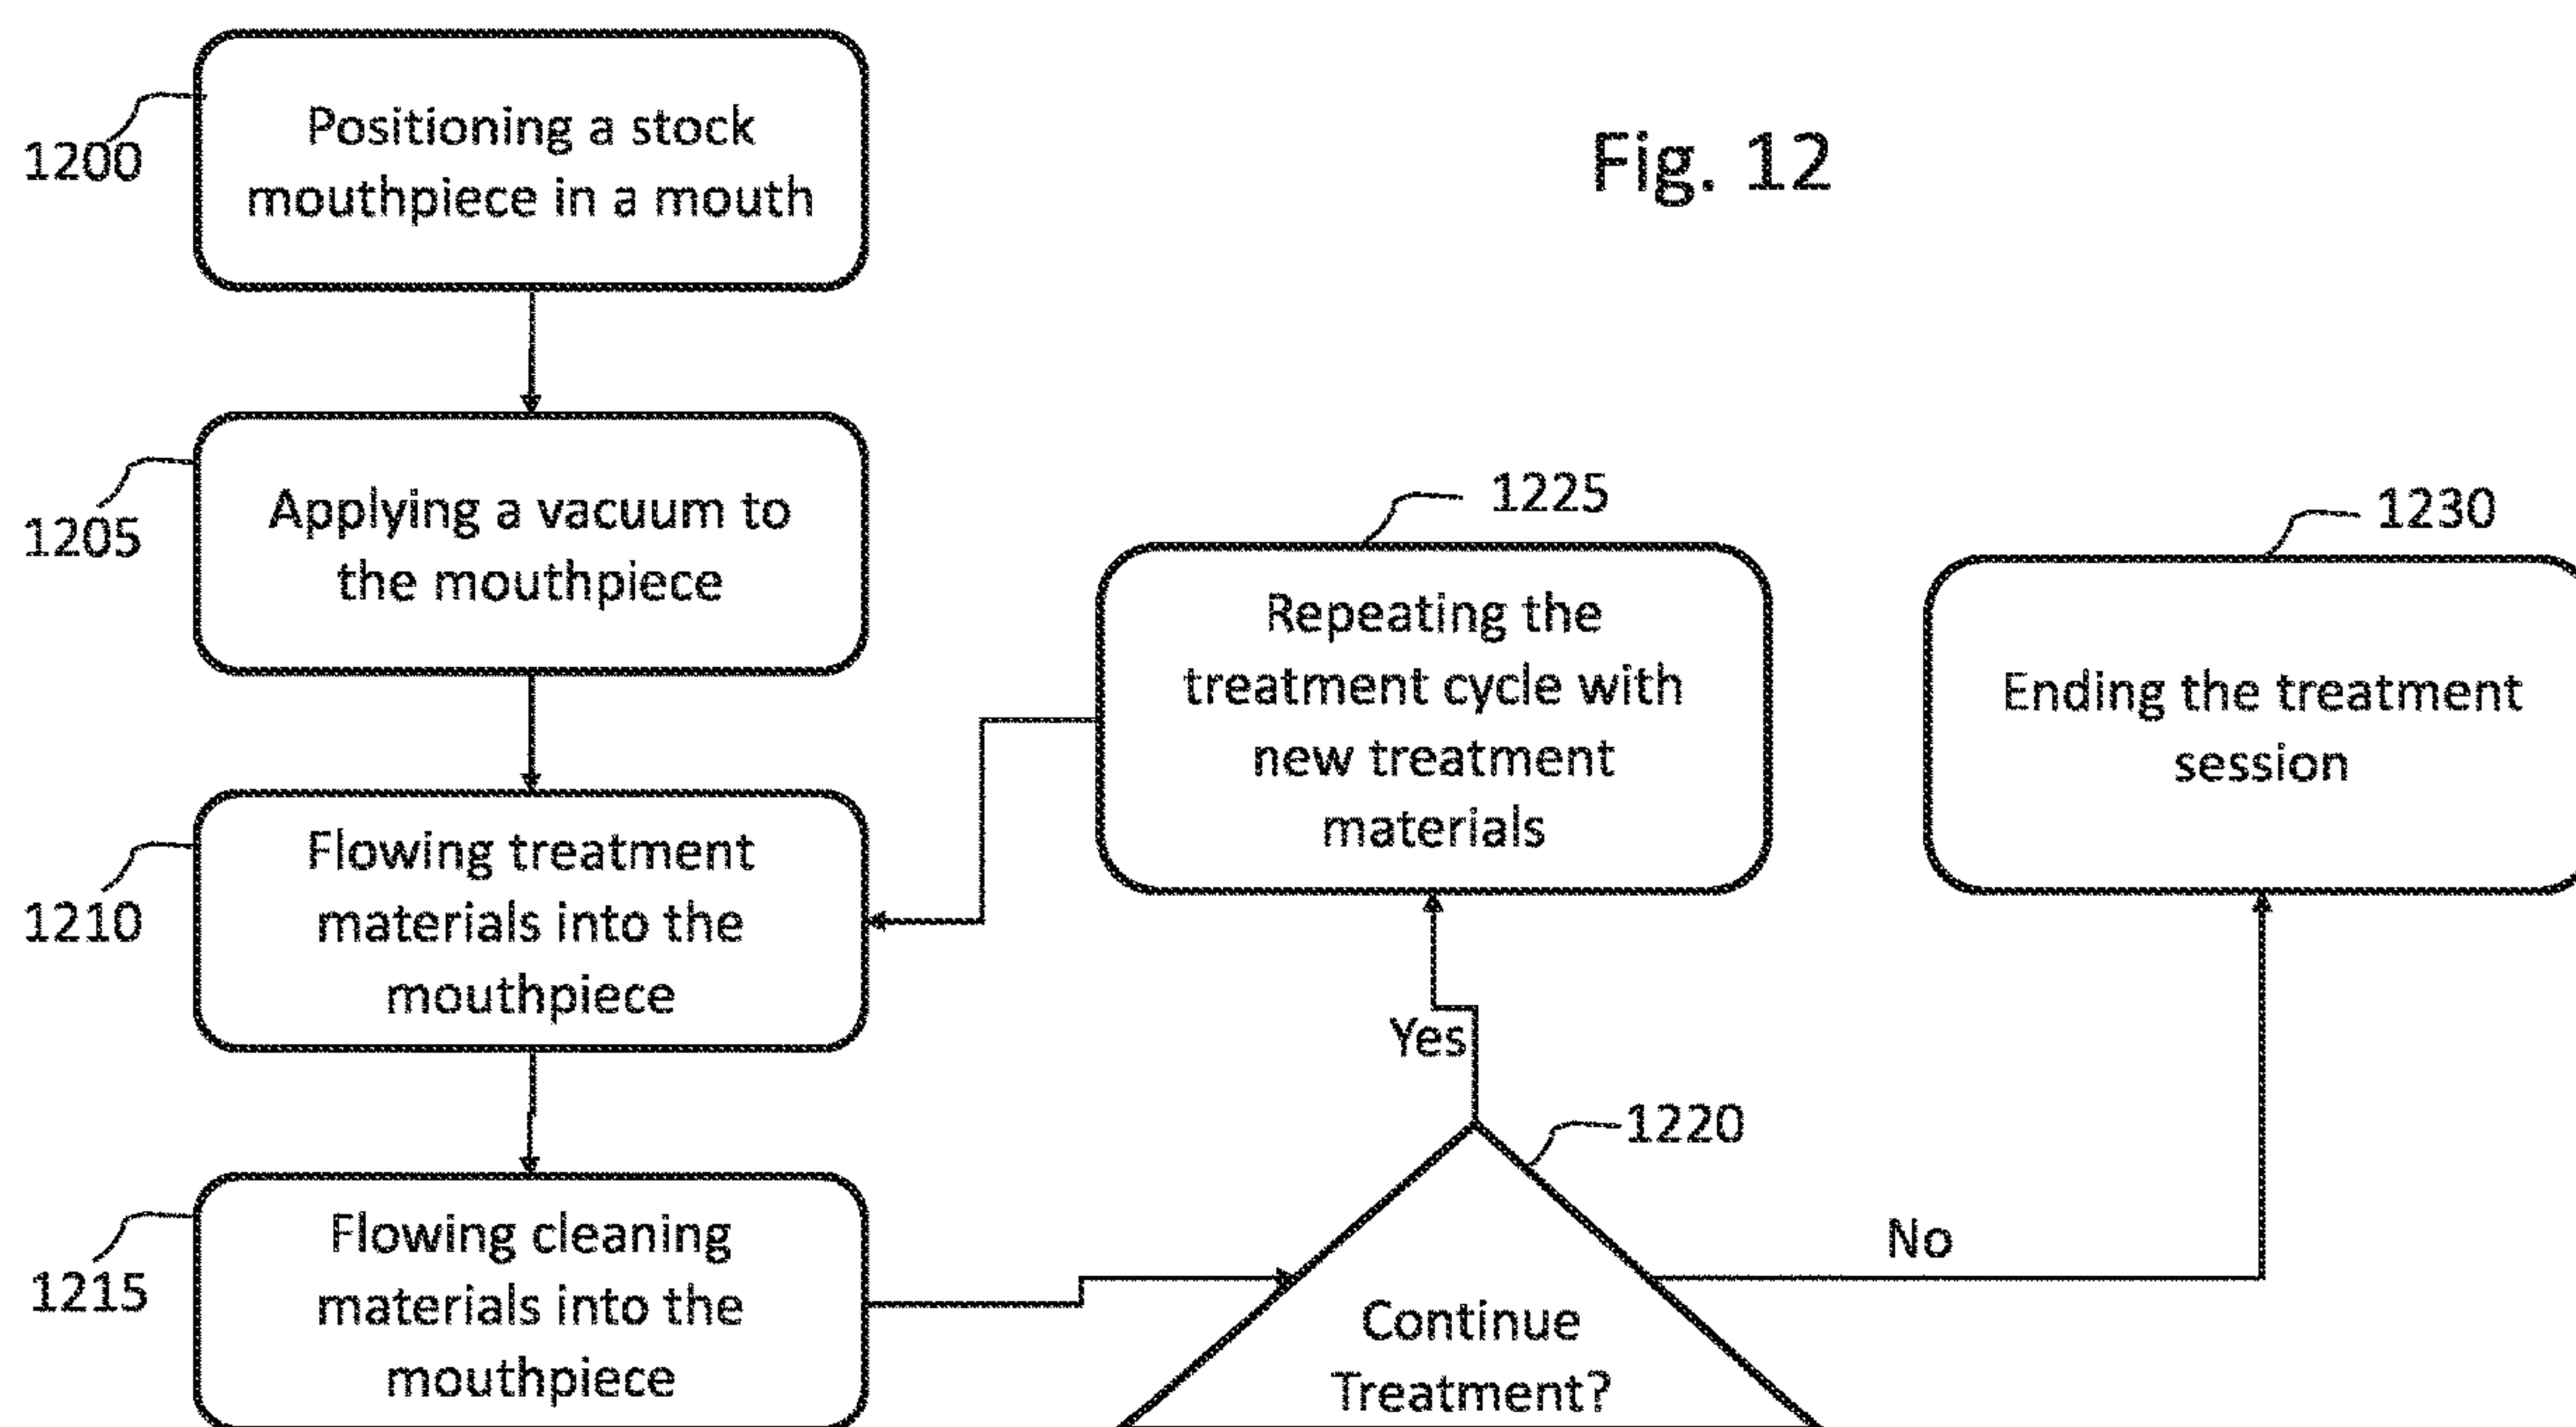 Fig. 12
1200
Positioning a stock
mouthpiece in a mouth
1205
Applying a vacuum to
the mouthpiece
1210
Flowing treatment
materials into the
mouthpiece
1215
Flowing cleaning
materials into the
mouthpiece
1220
Continue
Treatment?
Yes
1225
Repeating the
treatment cycle with
new treatment
materials
No
1230
Ending the treatment
session